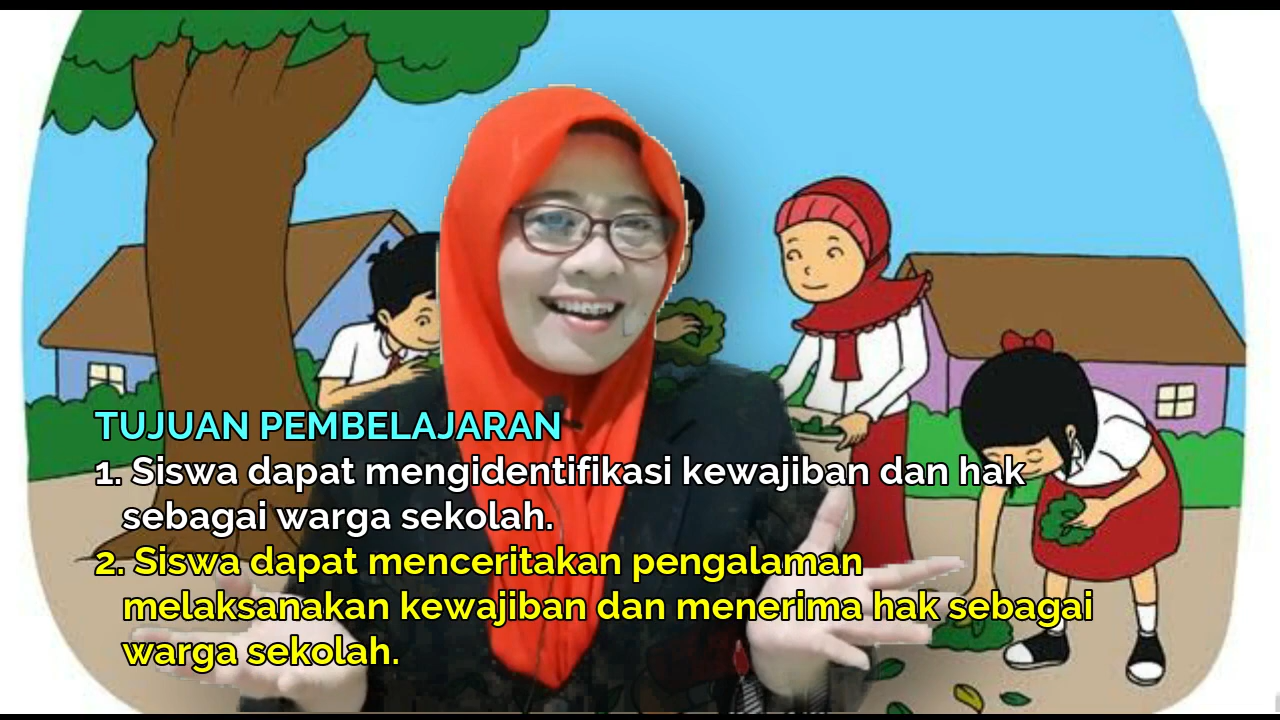 TUJUAN PEMBELAJARAN
1. Siswa dapat mengidentifikasi kewajiban dan hak
sebagai warga sekolah.
2. Siswa dapat menceritakan pengalaman
melaksanakan kewajiban dan menerima hak sebagai
warga sekolah.